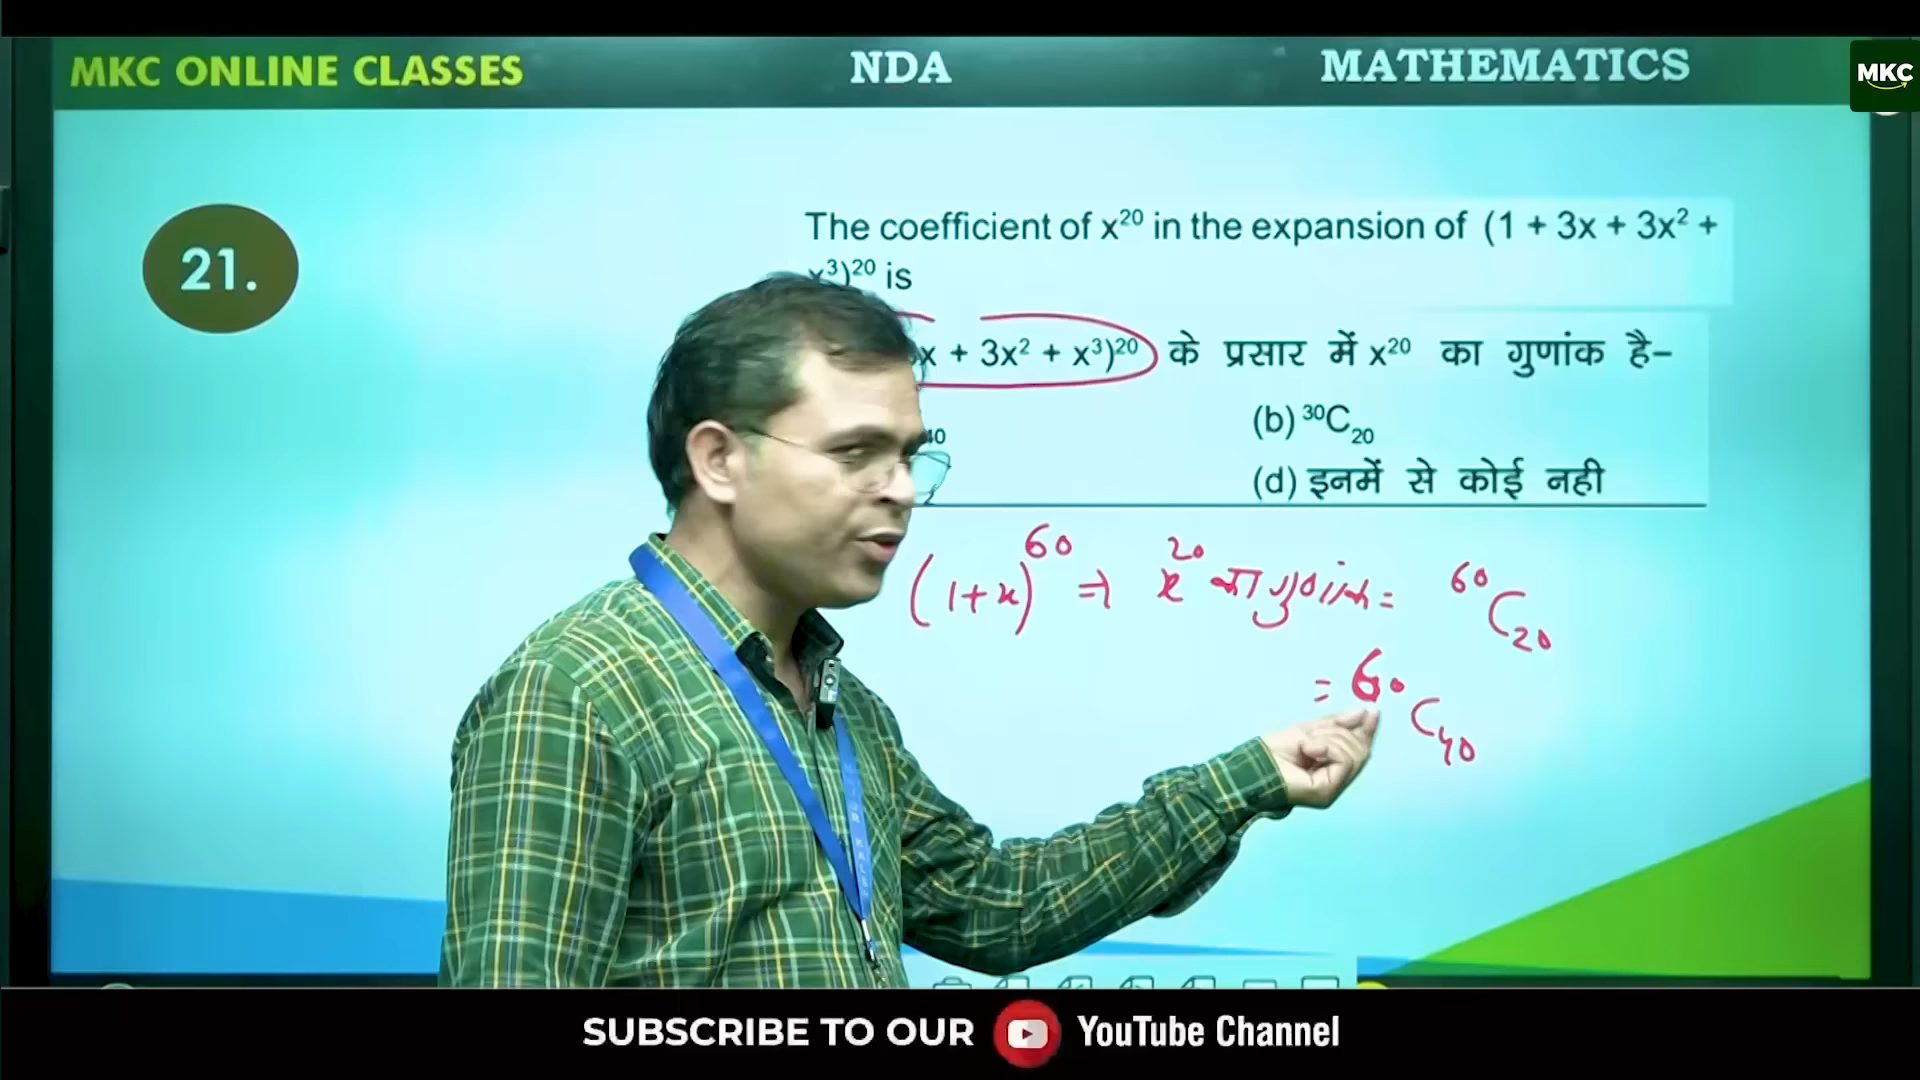 MKC ONLINE CLASSES NDA MATHEMATICS
MKC
21.
The coefficient of x²⁰ in the expansion of (1 + 3x + 3x² +
x³)²⁰ is
x + 3x² + x³)²⁰ के प्रसार में x²⁰ का गुणांक है–
40 (b) ³⁰C₂₀
(d) इनमें से कोई नही
(1+x)⁶⁰ ⇒ x²⁰ का गुणांक = ⁶⁰C₂₀
= ⁶⁰C₄₀
SUBSCRIBE TO OUR YouTube Channel